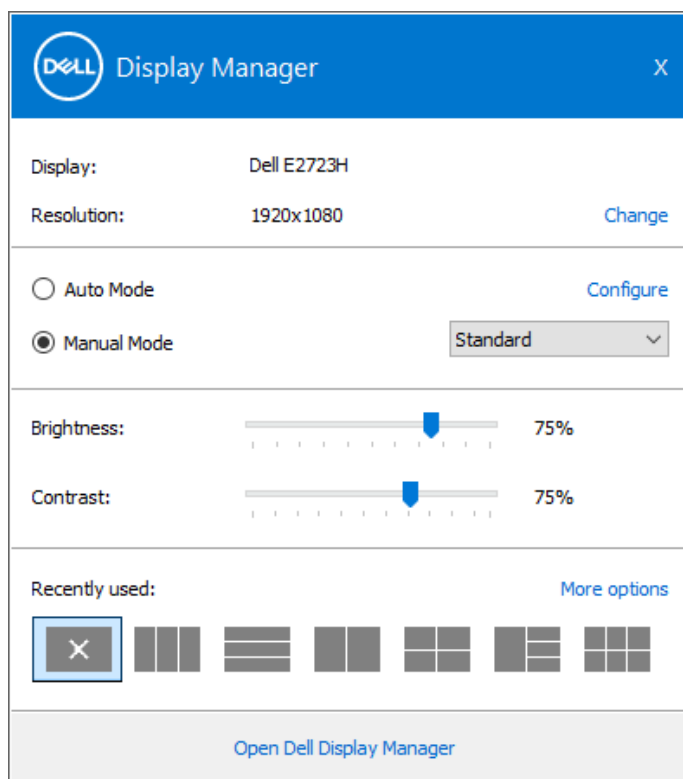 DELL Display Manager X
Display: Dell E2723H
Resolution: 1920x1080 Change
Auto Mode Configure
Manual Mode Standard
Brightness: 75%
Contrast: 75%
Recently used: More options
Open Dell Display Manager